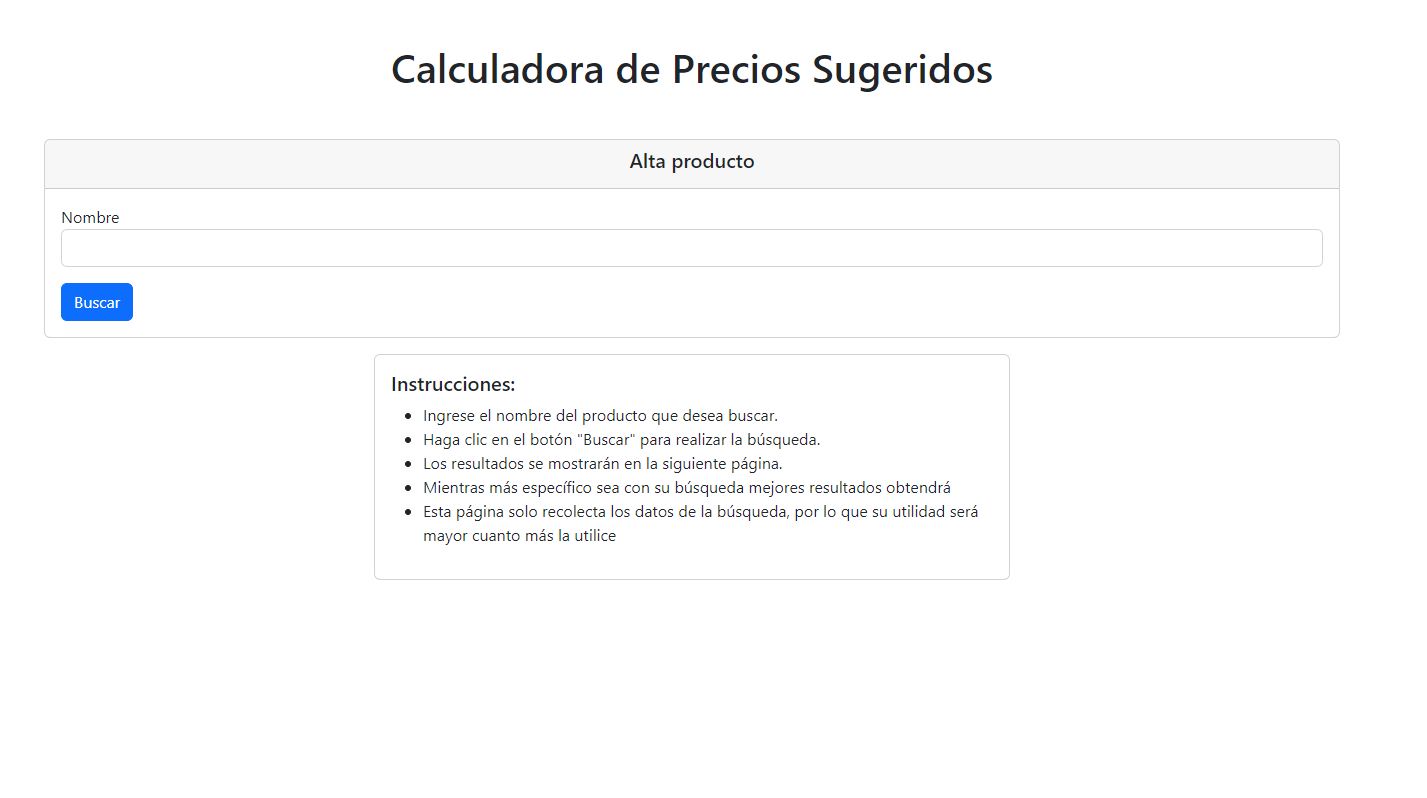 Calculadora de Precios Sugeridos
Alta producto
Nombre
Buscar
Instrucciones:
Ingrese el nombre del producto que desea buscar.
Haga clic en el botón "Buscar" para realizar la búsqueda.
Los resultados se mostrarán en la siguiente página.
Mientras más específico sea con su búsqueda mejores resultados obtendrá
Esta página solo recolecta los datos de la búsqueda, por lo que su utilidad será
mayor cuanto más la utilice